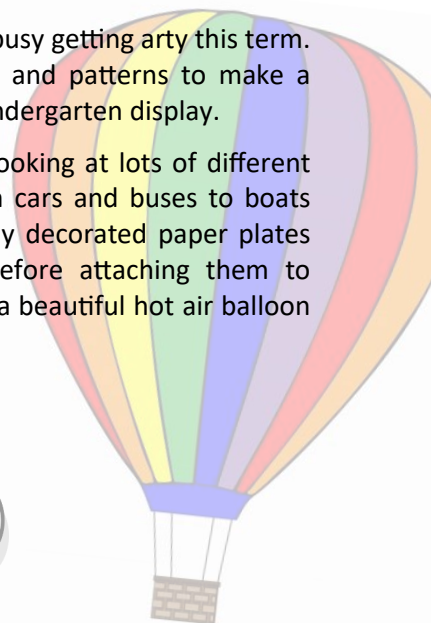 busy getting arty this term.
and patterns to make a
ndergarten display.
ooking at lots of different
cars and buses to boats
y decorated paper plates
efore attaching them to
a beautiful hot air balloon